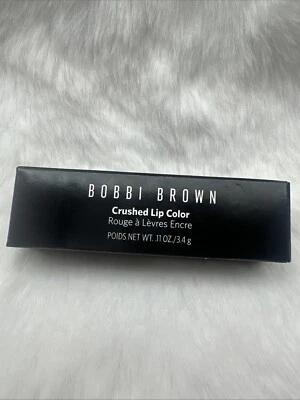 BOBBI BROWN
Crushed Lip Color
Rouge à Lèvres Encre
POIDS NET WT. .11 OZ./3.4 g